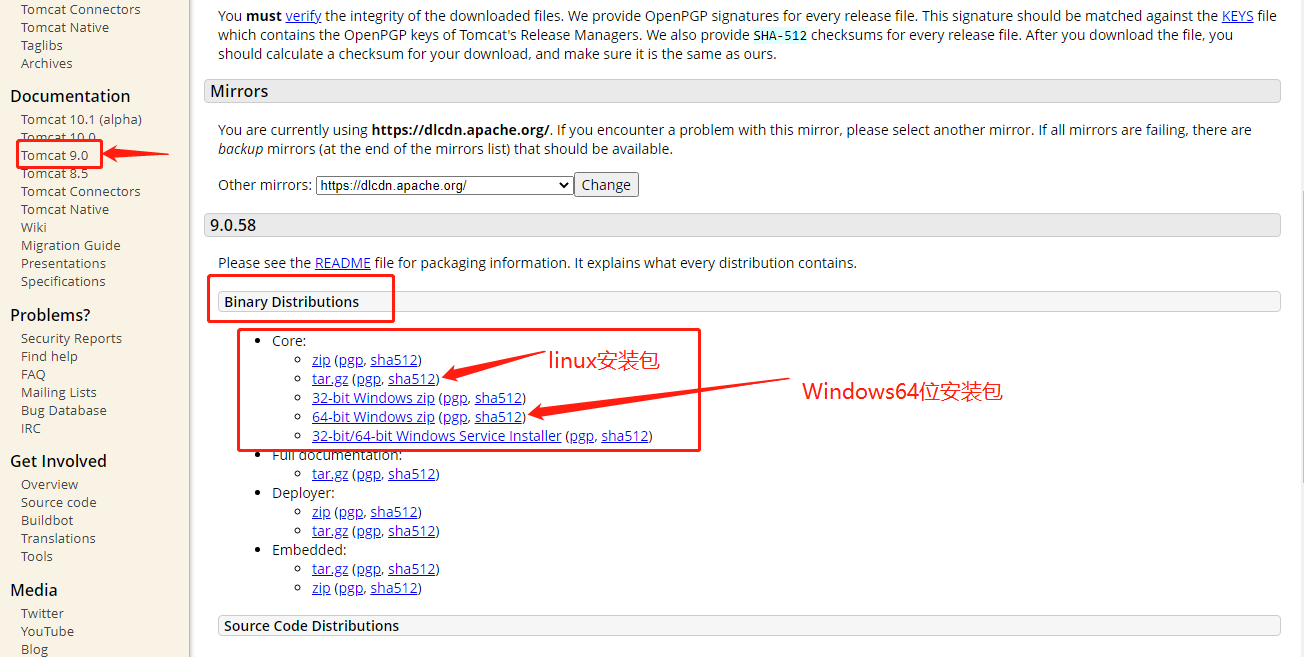 Tomcat Connectors
Tomcat Native
Taglibs
Archives
Documentation
Tomcat 10.1 (alpha)
Tomcat 10.0
Tomcat 9.0
Tomcat 8.5
Tomcat Connectors
Tomcat Native
Wiki
Migration Guide
Presentations
Specifications
Problems?
Security Reports
Find help
FAQ
Mailing Lists
Bug Database
IRC
Get Involved
Overview
Source code
Buildbot
Translations
Tools
Media
Twitter
YouTube
Blog
You must verify the integrity of the downloaded files. We provide OpenPGP signatures for every release file. This signature should be matched against the KEYS file
which contains the OpenPGP keys of Tomcat's Release Managers. We also provide SHA-512 checksums for every release file. After you download the file, you
should calculate a checksum for your download, and make sure it is the same as ours.
Mirrors
You are currently using https://dlcdn.apache.org/. If you encounter a problem with this mirror, please select another mirror. If all mirrors are failing, there are
backup mirrors (at the end of the mirrors list) that should be available.
Other mirrors: https://dlcdn.apache.org/ Change
9.0.58
Please see the README file for packaging information. It explains what every distribution contains.
Binary Distributions
Core:
zip (pgp, sha512)
tar.gz (pgp, sha512)
linux安装包
32-bit Windows zip (pgp, sha512)
64-bit Windows zip (pgp, sha512)
Windows64位安装包
32-bit/64-bit Windows Service Installer (pgp, sha512)
Full documentation:
tar.gz (pgp, sha512)
Deployer:
zip (pgp, sha512)
tar.gz (pgp, sha512)
Embedded:
tar.gz (pgp, sha512)
zip (pgp, sha512)
Source Code Distributions